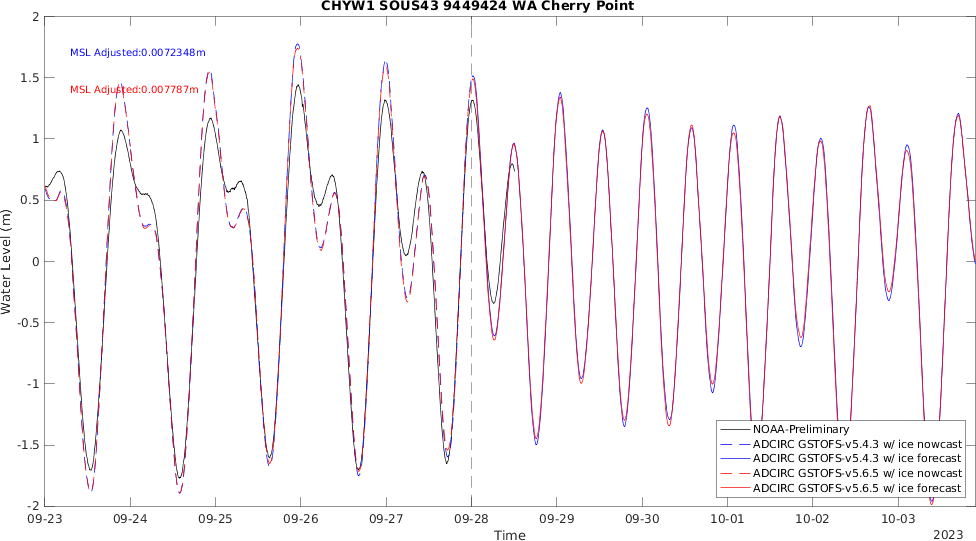 CHYW1 SOUS43 9449424 WA Cherry Point
MSL Adjusted:0.0072348m
MSL Adjusted:0.007787m
Water Level (m)
2
1.5
1
0.5
0
-0.5
-1
-1.5
-2
NOAA-Preliminary
ADCIRC GSTOFS-v5.4.3 w/ ice nowcast
ADCIRC GSTOFS-v5.4.3 w/ ice forecast
ADCIRC GSTOFS-v5.6.5 w/ ice nowcast
ADCIRC GSTOFS-v5.6.5 w/ ice forecast
09-23 09-24 09-25 09-26 09-27 09-28 09-29 09-30 10-01 10-02 10-03
Time
2023